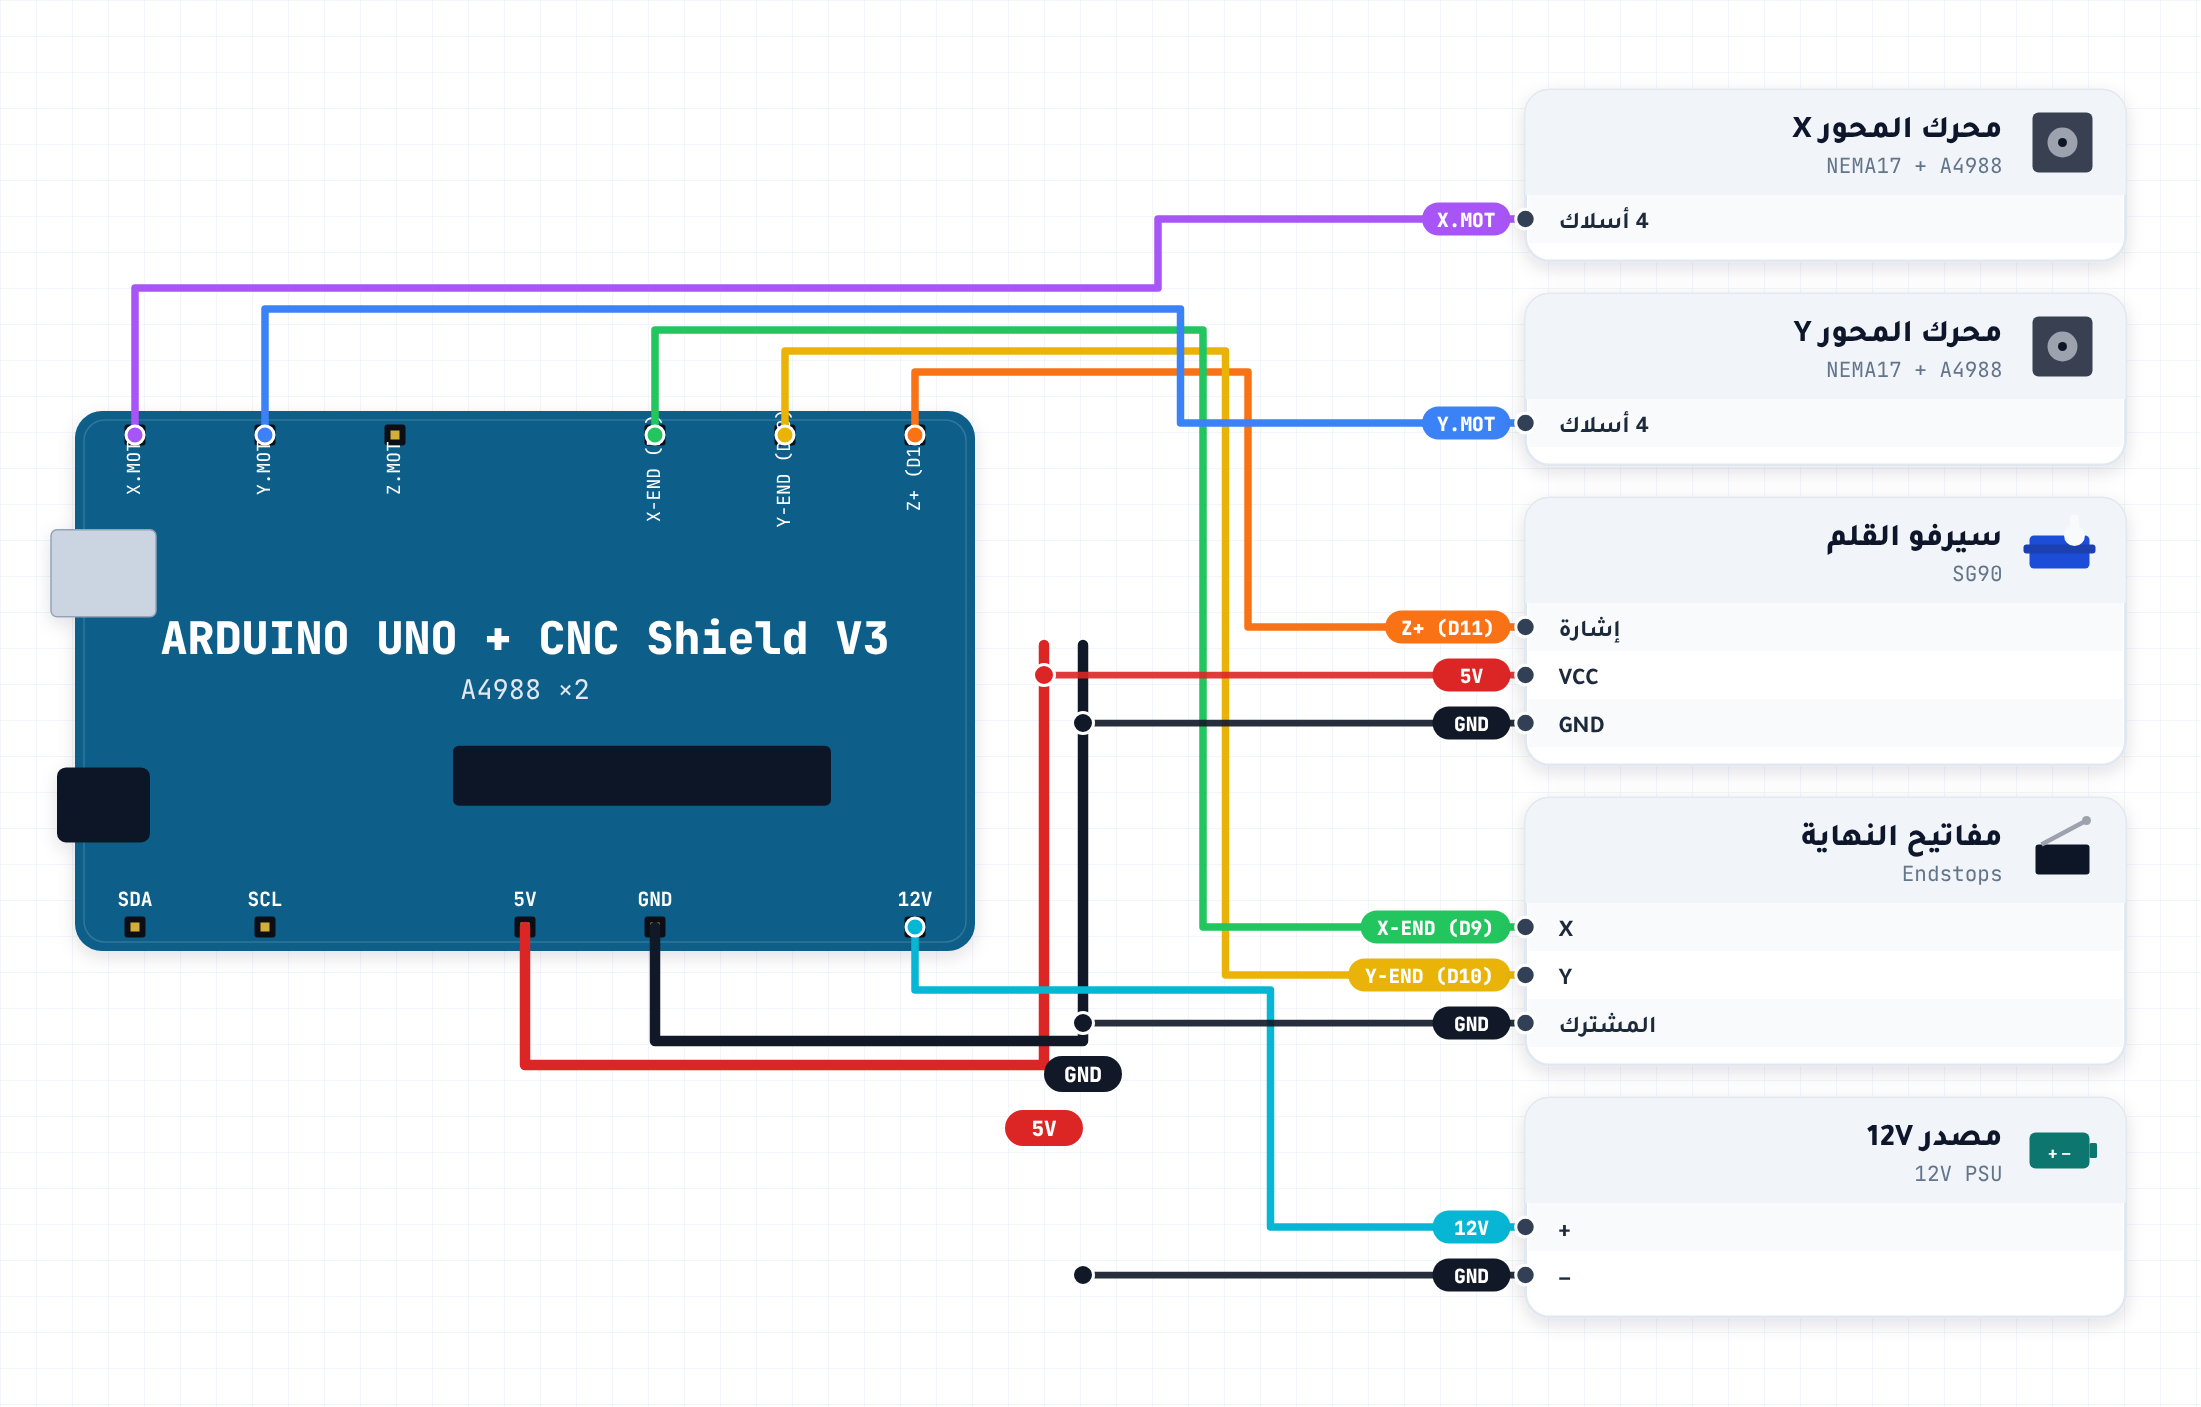 محرك المحور X
NEMA17 + A4988
X.MOT
4 أسلاك
محرك المحور Y
NEMA17 + A4988
Y.MOT
4 أسلاك
سيرفو القلم
SG90
Z+ (D11)
إشارة
5V
VCC
GND
GND
مفاتيح النهاية
Endstops
X-END (D9)
X
Y-END (D10)
Y
GND
المشترك
مصدر 12V
12V PSU
12V
+
GND
–
X.MOT
Y.MOT
Z.MOT
X-END
Y-END
Z+
ARDUINO UNO + CNC Shield V3
A4988 ×2
SDA
SCL
5V
GND
12V
GND
5V